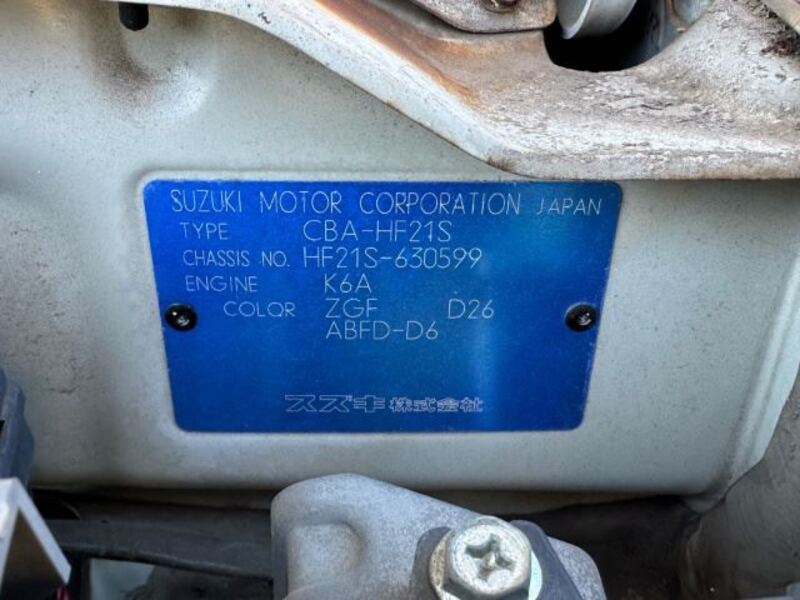 SUZUKI MOTOR CORPORATION JAPAN
TYPE CBA-HF21S
CHASSIS NO. HF21S-630599
ENGINE K6A
COLOR ZGF D26
ABFD-D6
スズキ株式会社